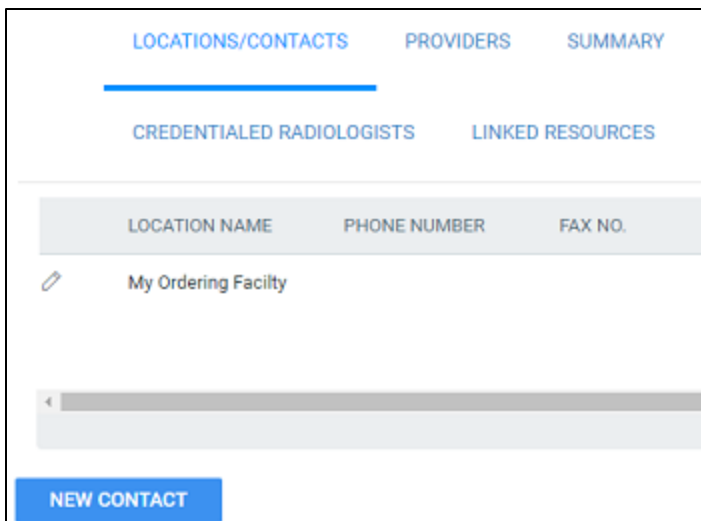 LOCATIONS/CONTACTS PROVIDERS SUMMARY
CREDENTIALED RADIOLOGISTS LINKED RESOURCES
LOCATION NAME PHONE NUMBER FAX NO.
My Ordering Facilty
NEW CONTACT